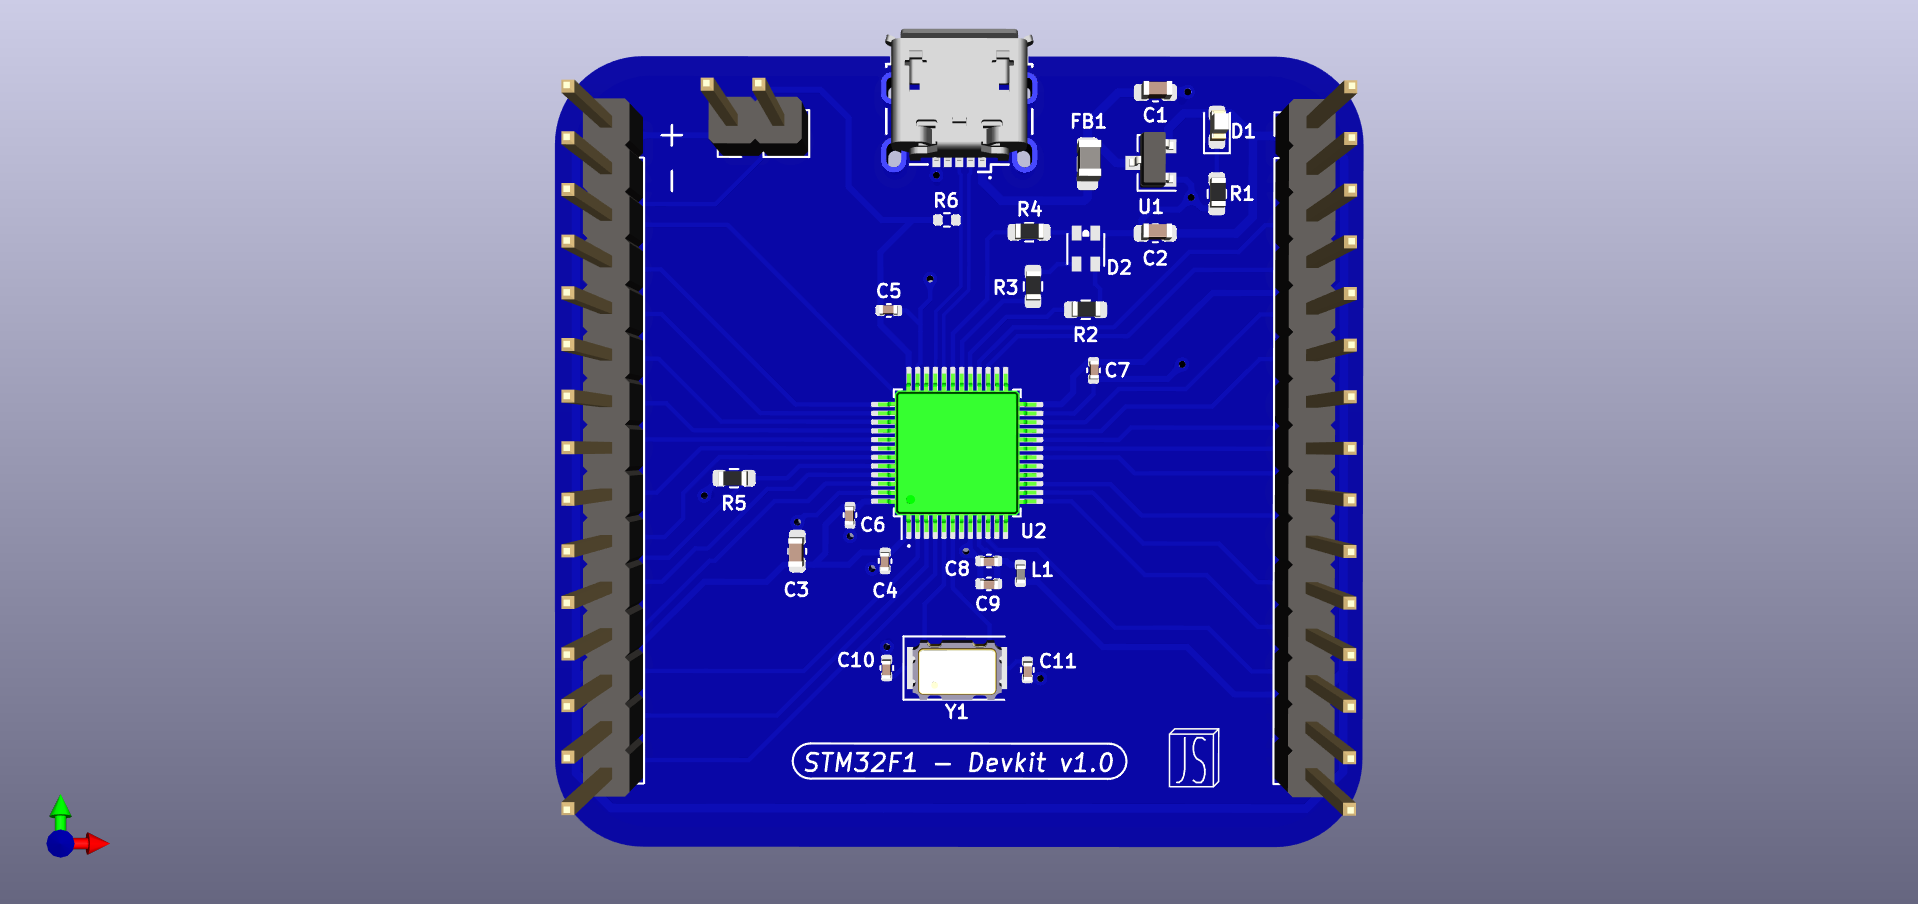 C1
FB1
D1
+
–
R6
R4
U1
R1
C2
D2
R3
C5
R2
C7
R5
C6
U2
C8
L1
C3
C4
C9
C10
C11
Y1
STM32F1 – Devkit v1.0
JS